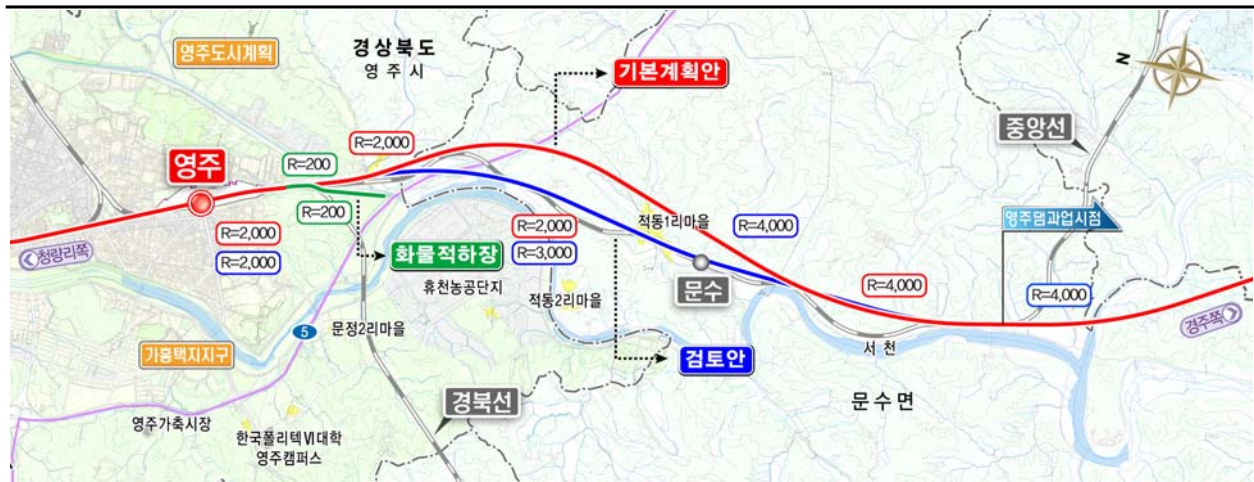 영주도시계획
경상북도
영주시
기본계획안
N
중앙선
R=2,000
R=200
영주
R=200
적동1리마을
R=4,000
영주댐과업시점
R=2,000
R=2,000
R=2,000
R=3,000
청량리쪽
화물적하장
휴천농공단지
문수
R=4,000
R=4,000
적동2리마을
경주쪽
5
문정2리마을
서천
가흥택지지구
검토안
경북선
문수면
영주가축시장
한국폴리텍Ⅵ대학
영주캠퍼스